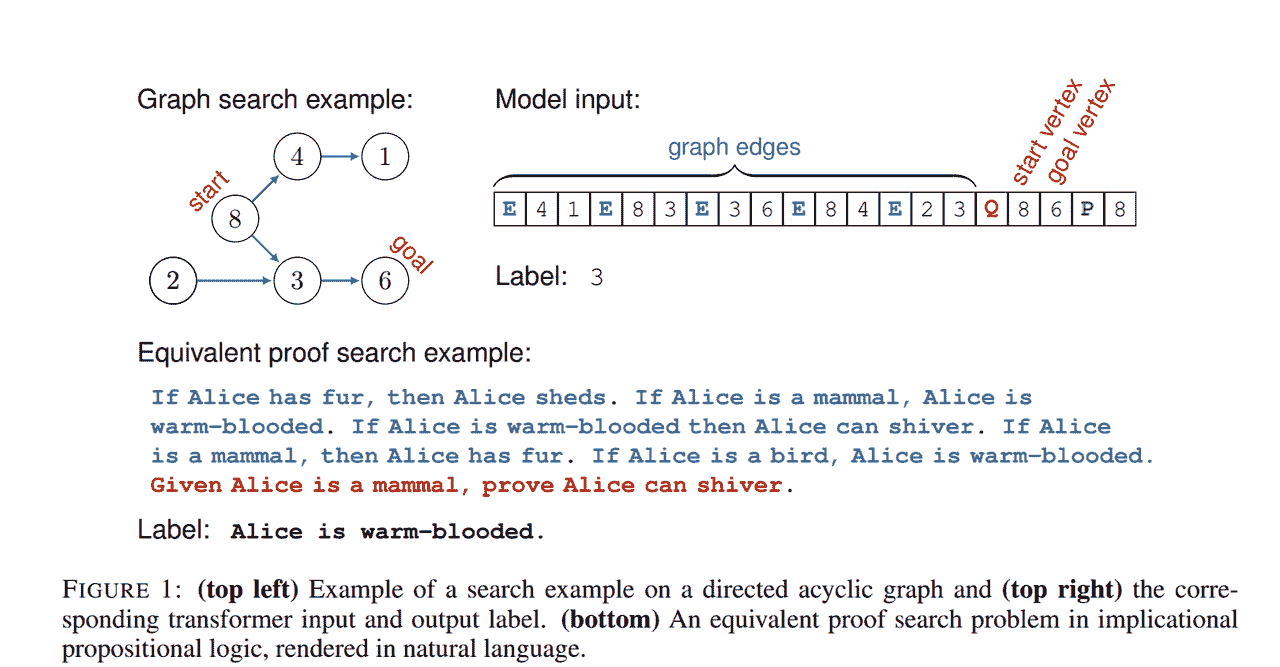 Graph search example:
start
4
1
8
goal
2
3
6
Model input:
graph edges
start vertex
goal vertex
E 4 1 E 8 3 E 3 6 E 8 4 E 2 3 Q 8 6 P 8
Label: 3
Equivalent proof search example:
If Alice has fur, then Alice sheds. If Alice is a mammal, Alice is
warm-blooded. If Alice is warm-blooded then Alice can shiver. If Alice
is a mammal, then Alice has fur. If Alice is a bird, Alice is warm-blooded.
Given Alice is a mammal, prove Alice can shiver.
Label: Alice is warm-blooded.
FIGURE 1: (top left) Example of a search example on a directed acyclic graph and (top right) the corre-
sponding transformer input and output label. (bottom) An equivalent proof search problem in implicational
propositional logic, rendered in natural language.